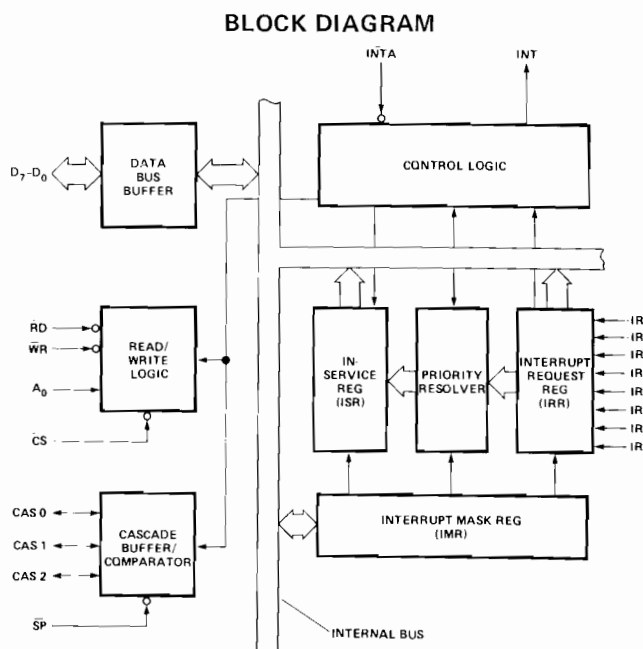 BLOCK DIAGRAM
INTA
INT
D7-D0
DATA
BUS
BUFFER
CONTROL LOGIC
RD
WR
A0
CS
READ/
WRITE
LOGIC
IN-
SERVICE
REG
(ISR)
PRIORITY
RESOLVER
INTERRUPT
REQUEST
REG
(IRR)
IR
IR
IR
IR
IR
IR
IR
IR
CAS 0
CAS 1
CAS 2
SP
CASCADE
BUFFER/
COMPARATOR
INTERRUPT MASK REG
(IMR)
INTERNAL BUS